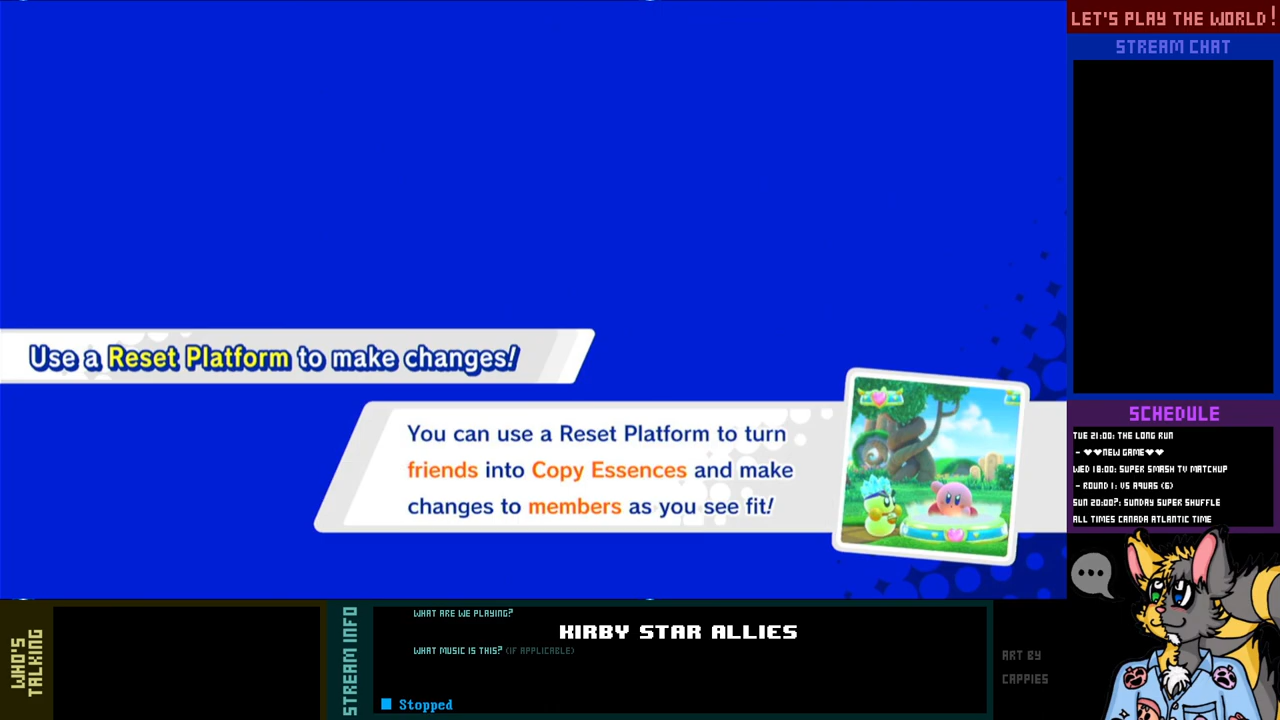 LET'S PLAY THE WORLD!
STREAM CHAT
Use a Reset Platform to make changes!
You can use a Reset Platform to turn
friends into Copy Essences and make
changes to members as you see fit!
SCHEDULE
TUE 21:00: THE LONG RUN
- ♥♥NEW GAME♥♥
WED 18:00: SUPER SMASH TV MATCHUP
- ROUND 1: VS AQUAS (6)
SUN 20:00?: SUNDAY SUPER SHUFFLE
ALL TIMES CANADA ATLANTIC TIME
WHO'S
TALKING
STREAM INFO
WHAT ARE WE PLAYING?
KIRBY STAR ALLIES
WHAT MUSIC IS THIS? (IF APPLICABLE)
Stopped
ART BY
CAPPIES